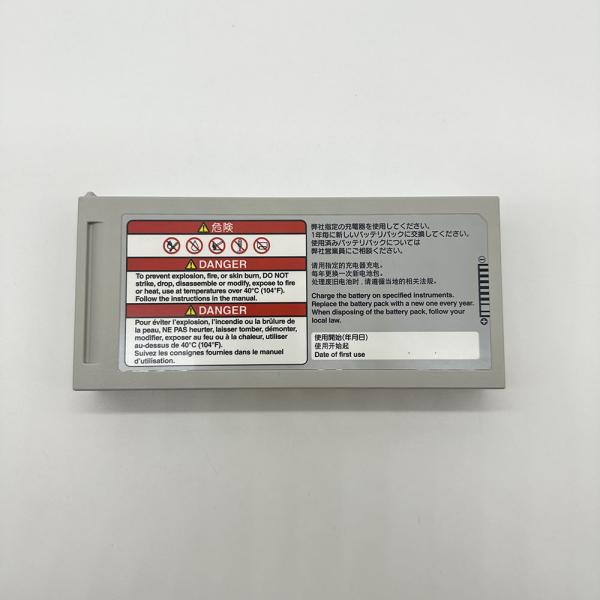 危険
DANGER
To prevent explosion, fire, or skin burn, DO NOT
strike, drop, disassemble or modify, expose to fire
or heat, use at temperatures over 40°C (104°F).
Follow the instructions in the manual.
DANGER
Pour éviter l'explosion, l'incendie ou la brûlure de
la peau, NE PAS heurter, laisser tomber, démonter,
modifier, exposer au feu ou à la chaleur, utiliser
au-dessus de 40°C (104°F).
Suivez les consignes fournies dans le manuel
d'utilisation.
弊社指定の充電器を使用してください。
1年毎に新しいバッテリパックに交換してください。
使用済みバッテリパックについては
弊社営業員にご相談ください。
请用指定的充电器充电。
每年更换一次新电池包。
处理废旧电池时, 请遵循当地的相关法规。
Charge the battery on specified instruments.
Replace the battery pack with a new one every year.
When disposing of the battery pack, follow your
local law.
使用開始(年月日)
使用开始起
Date of first use